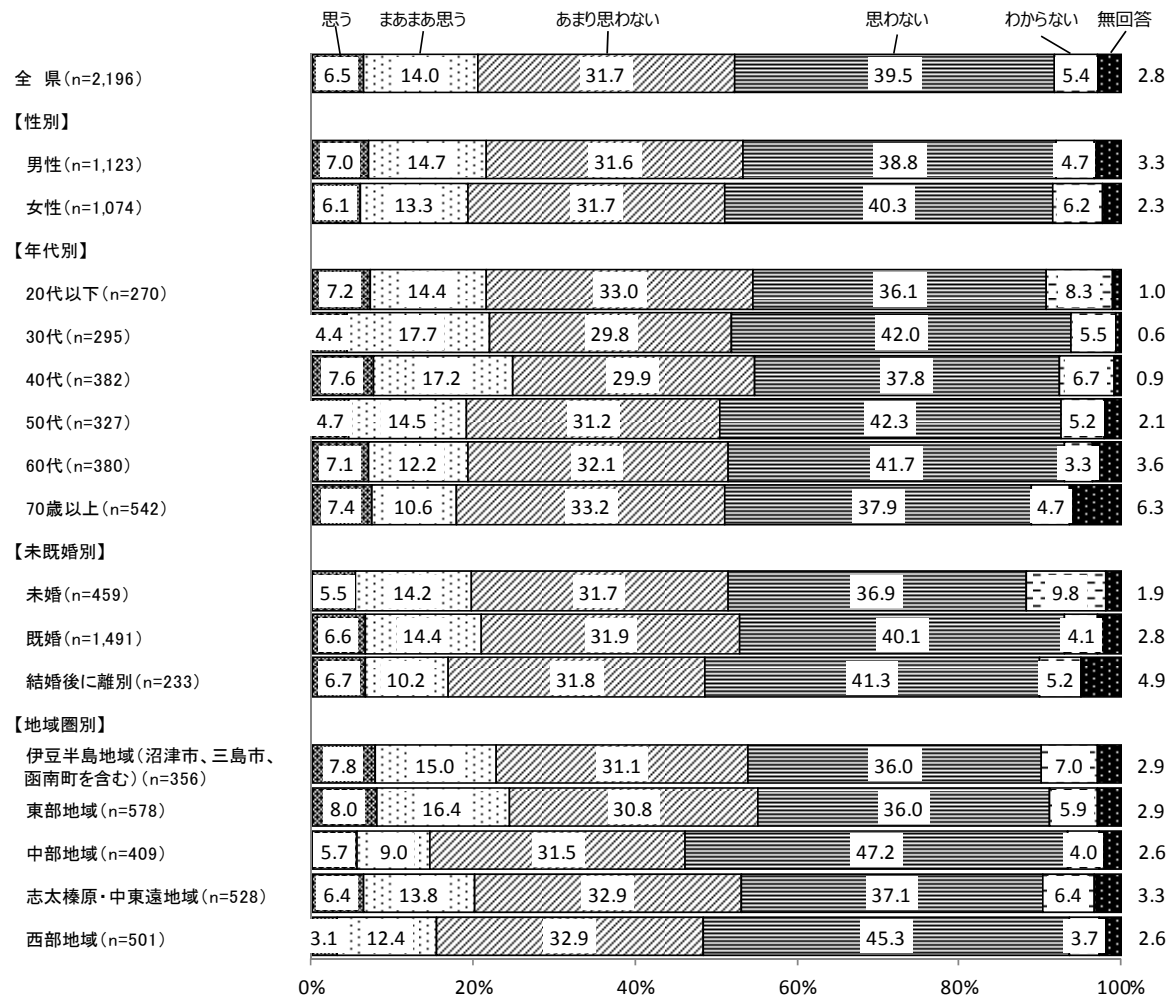 思う まあまあ思う あまり思わない 思わない わからない 無回答
全 県(n=2,196) 6.5 14.0 31.7 39.5 5.4 2.8
【性別】
男性(n=1,123) 7.0 14.7 31.6 38.8 4.7 3.3
女性(n=1,074) 6.1 13.3 31.7 40.3 6.2 2.3
【年代別】
20代以下(n=270) 7.2 14.4 33.0 36.1 8.3 1.0
30代(n=295) 4.4 17.7 29.8 42.0 5.5 0.6
40代(n=382) 7.6 17.2 29.9 37.8 6.7 0.9
50代(n=327) 4.7 14.5 31.2 42.3 5.2 2.1
60代(n=380) 7.1 12.2 32.1 41.7 3.3 3.6
70歳以上(n=542) 7.4 10.6 33.2 37.9 4.7 6.3
【未既婚別】
未婚(n=459) 5.5 14.2 31.7 36.9 9.8 1.9
既婚(n=1,491) 6.6 14.4 31.9 40.1 4.1 2.8
結婚後に離別(n=233) 6.7 10.2 31.8 41.3 5.2 4.9
【地域圏別】
伊豆半島地域(沼津市、三島市、
函南町を含む)(n=356) 7.8 15.0 31.1 36.0 7.0 2.9
東部地域(n=578) 8.0 16.4 30.8 36.0 5.9 2.9
中部地域(n=409) 5.7 9.0 31.5 47.2 4.0 2.6
志太榛原・中東遠地域(n=528) 6.4 13.8 32.9 37.1 6.4 3.3
西部地域(n=501) 3.1 12.4 32.9 45.3 3.7 2.6
0% 20% 40% 60% 80% 100%